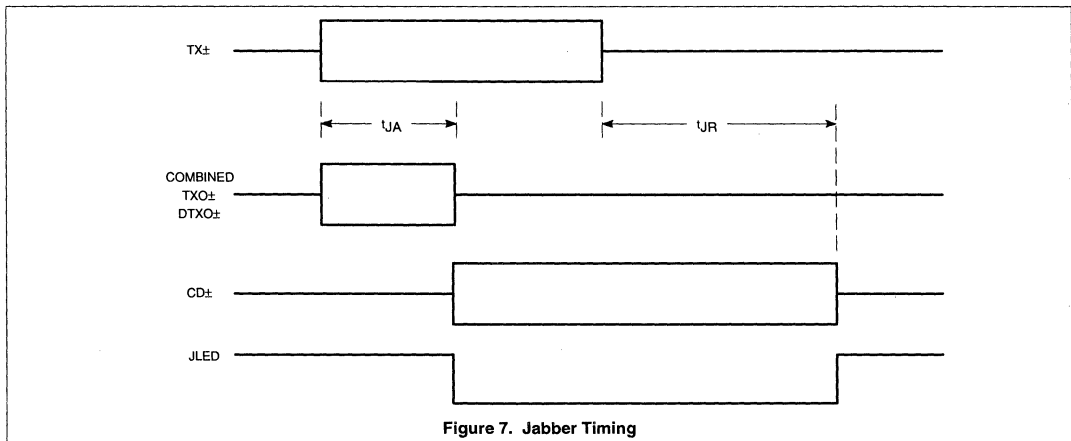 TX±
tJA
tJR
COMBINED
TXO±
DTXO±
CD±
JLED
Figure 7. Jabber Timing